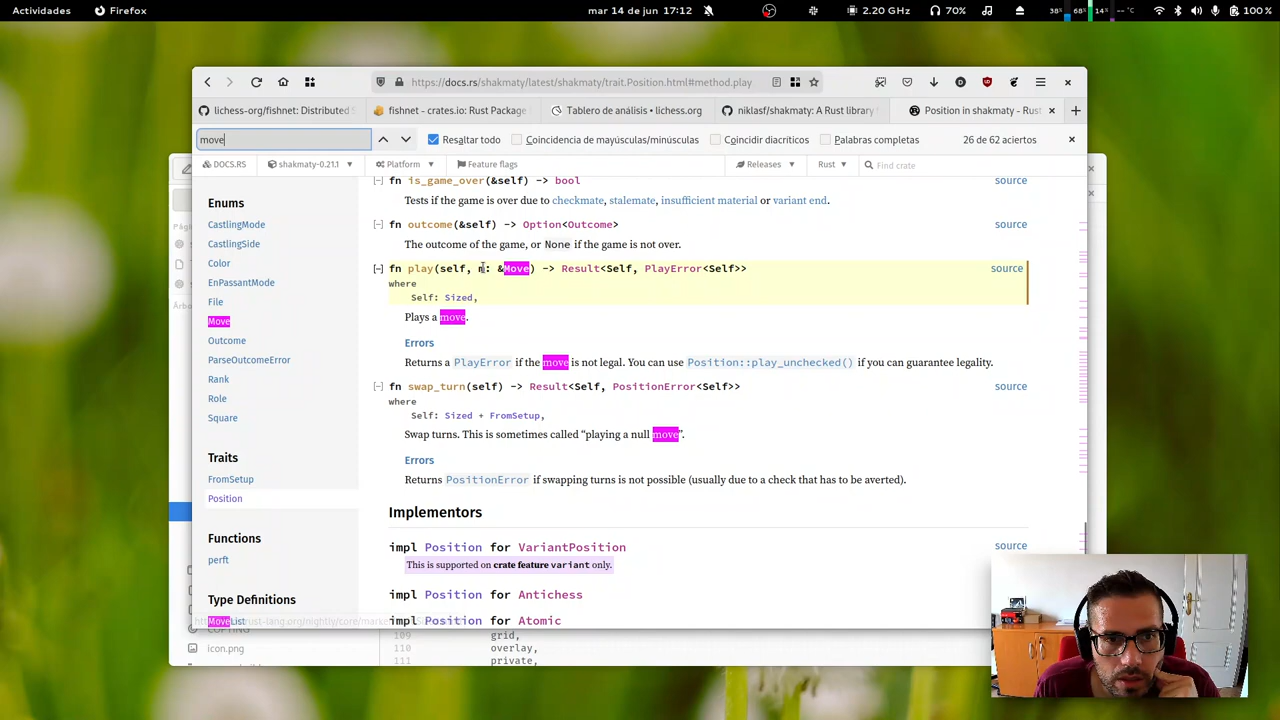 Actividades Firefox mar 14 de jun 17:12 2.20 GHz 70% 38% 68% 14% --°c 100 %
https://docs.rs/shakmaty/latest/shakmaty/trait.Position.html#method.play
lichess-org/fishnet: Distributed S fishnet - crates.io: Rust Package Tablero de análisis • lichess.org niklasf/shakmaty: A Rust library Position in shakmaty - Rust
move Resaltar todo Coincidencia de mayúsculas/minúsculas Coincidir diacríticos Palabras completas 26 de 62 aciertos
DOCS.RS shakmaty-0.21.1 Platform Feature flags Releases Rust Find crate
Enums
CastlingMode
CastlingSide
Color
EnPassantMode
File
Move
Outcome
ParseOutcomeError
Rank
Role
Square
Traits
FromSetup
Position
Functions
perft
Type Definitions
MoveList
[-] fn is_game_over(&self) -> bool source
Tests if the game is over due to checkmate, stalemate, insufficient material or variant end.
[-] fn outcome(&self) -> Option<Outcome> source
The outcome of the game, or None if the game is not over.
[-] fn play(self, m: &Move) -> Result<Self, PlayError<Self>> source
where
Self: Sized,
Plays a move.
Errors
Returns a PlayError if the move is not legal. You can use Position::play_unchecked() if you can guarantee legality.
[-] fn swap_turn(self) -> Result<Self, PositionError<Self>> source
where
Self: Sized + FromSetup,
Swap turns. This is sometimes called “playing a null move”.
Errors
Returns PositionError if swapping turns is not possible (usually due to a check that has to be averted).
Implementors
impl Position for VariantPosition source
This is supported on crate feature variant only.
impl Position for Antichess
impl Position for Atomic
COPYING
icon.png
109 grid,
110 overlay,
111 private,